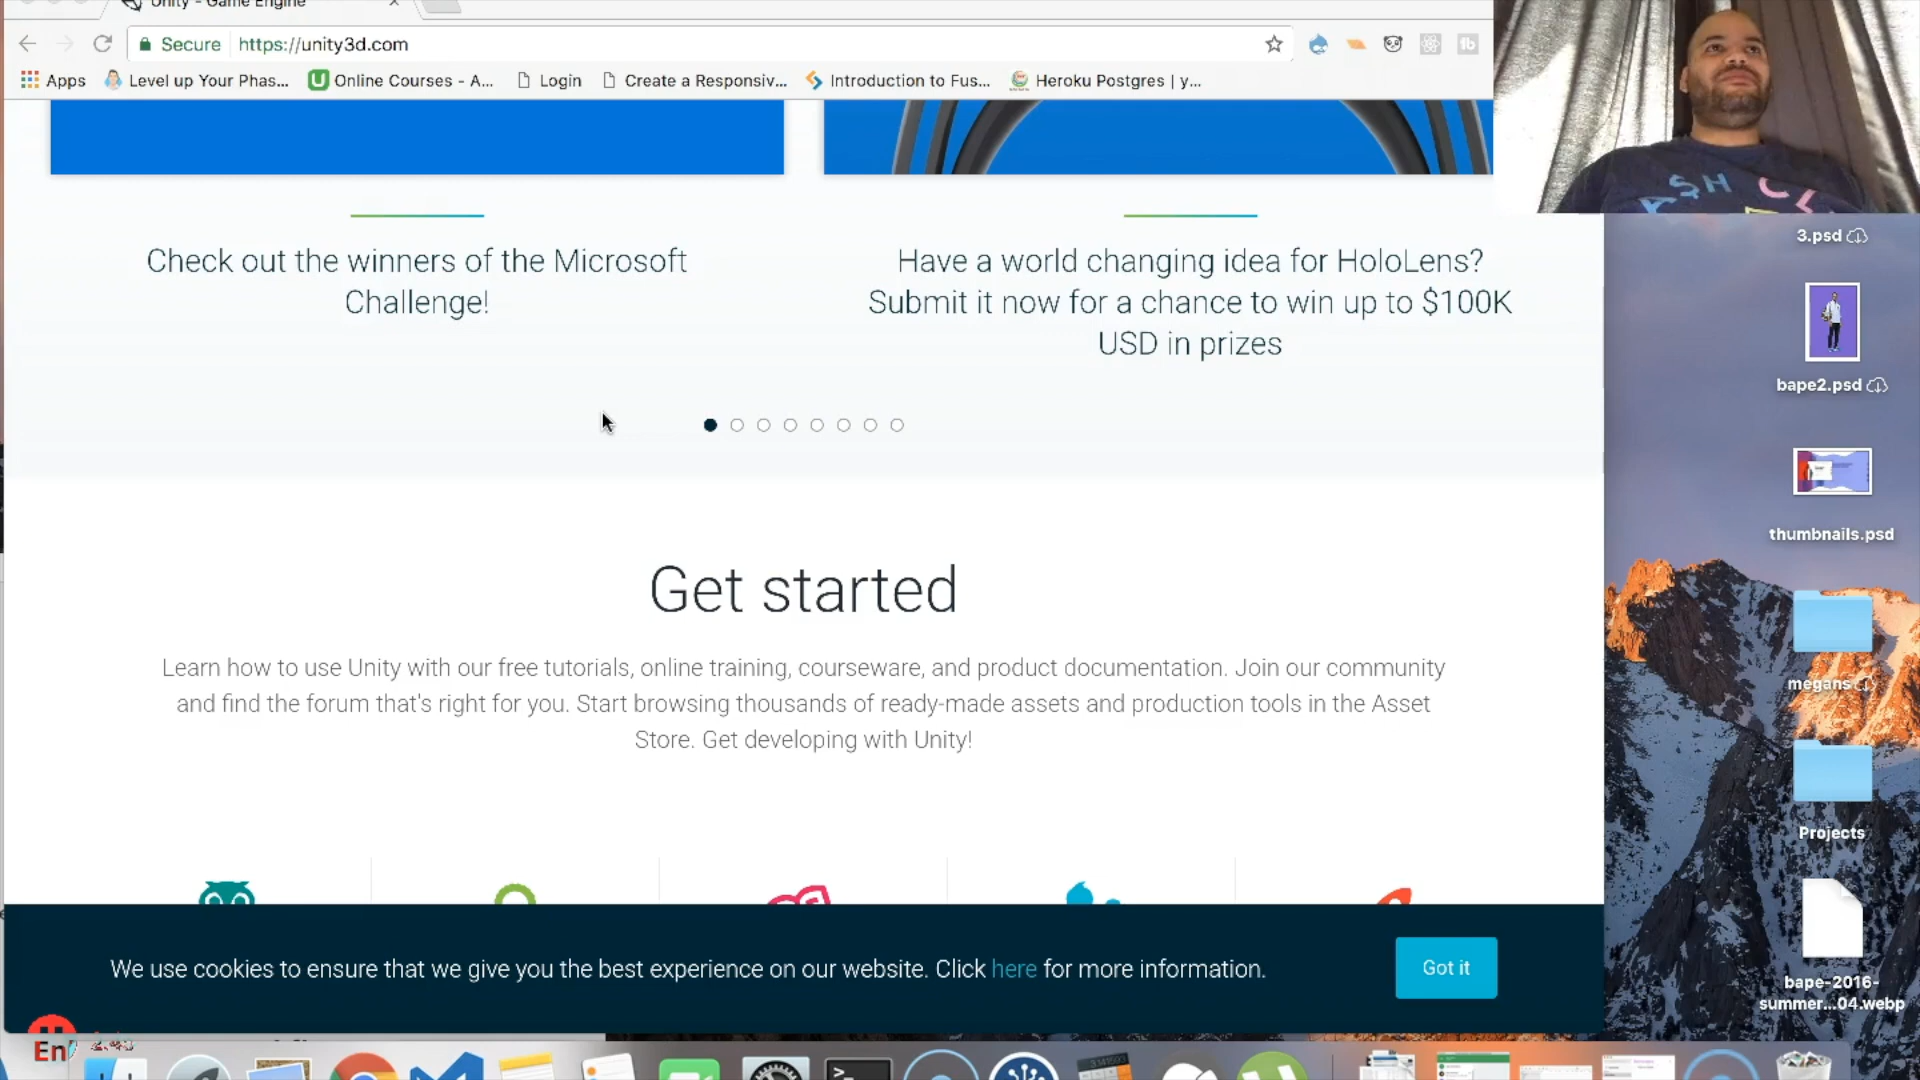 Unity - Game Engine
Secure https://unity3d.com
Apps Level up Your Phas... Online Courses - A... Login Create a Responsiv... Introduction to Fus... Heroku Postgres | y...
Check out the winners of the Microsoft
Challenge!
Have a world changing idea for HoloLens?
Submit it now for a chance to win up to $100K
USD in prizes
Get started
Learn how to use Unity with our free tutorials, online training, courseware, and product documentation. Join our community
and find the forum that's right for you. Start browsing thousands of ready-made assets and production tools in the Asset
Store. Get developing with Unity!
We use cookies to ensure that we give you the best experience on our website. Click here for more information.
Got it
3.psd
bape2.psd
thumbnails.psd
megans
Projects
bape-2016-
summer...04.webp